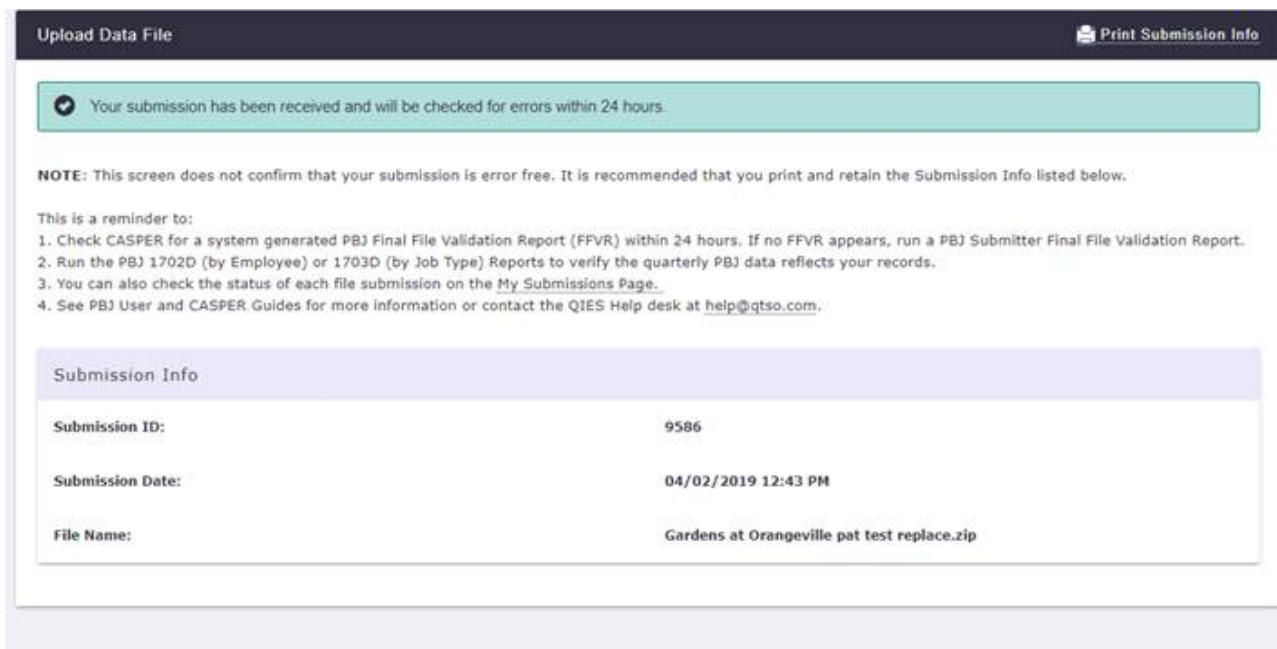 Upload Data File
Print Submission Info
Your submission has been received and will be checked for errors within 24 hours.
NOTE: This screen does not confirm that your submission is error free. It is recommended that you print and retain the Submission Info listed below.
This is a reminder to:
1. Check CASPER for a system generated PBJ Final File Validation Report (FFVR) within 24 hours. If no FFVR appears, run a PBJ Submitter Final File Validation Report.
2. Run the PBJ 1702D (by Employee) or 1703D (by Job Type) Reports to verify the quarterly PBJ data reflects your records.
3. You can also check the status of each file submission on the My Submissions Page.
4. See PBJ User and CASPER Guides for more information or contact the QIES Help desk at help@qtso.com.
Submission Info
Submission ID: 9586
Submission Date: 04/02/2019 12:43 PM
File Name: Gardens at Orangeville pat test replace.zip